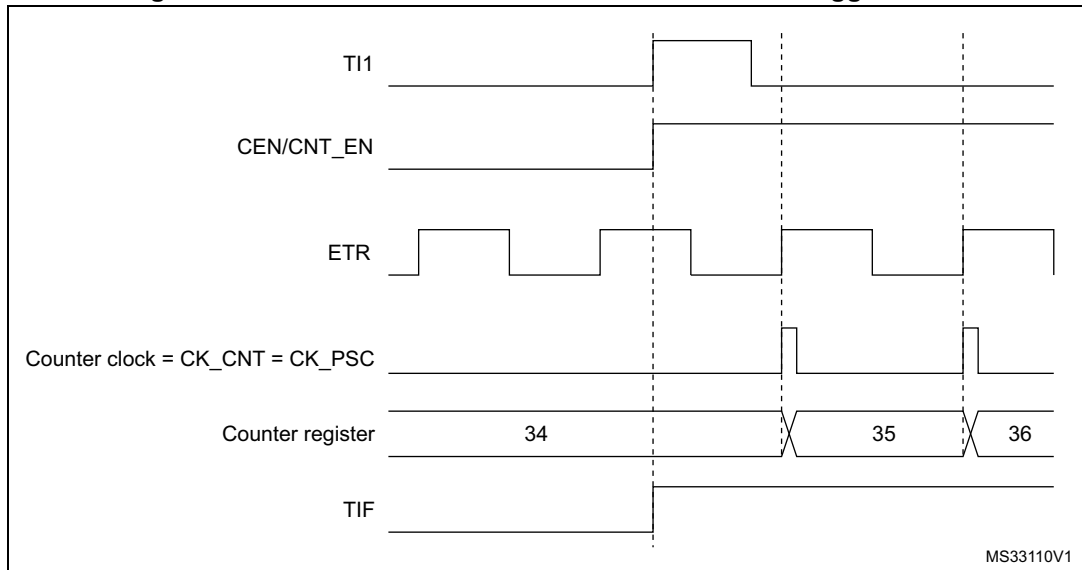 TI1
CEN/CNT_EN
ETR
Counter clock = CK_CNT = CK_PSC
Counter register 34 35 36
TIF
MS33110V1